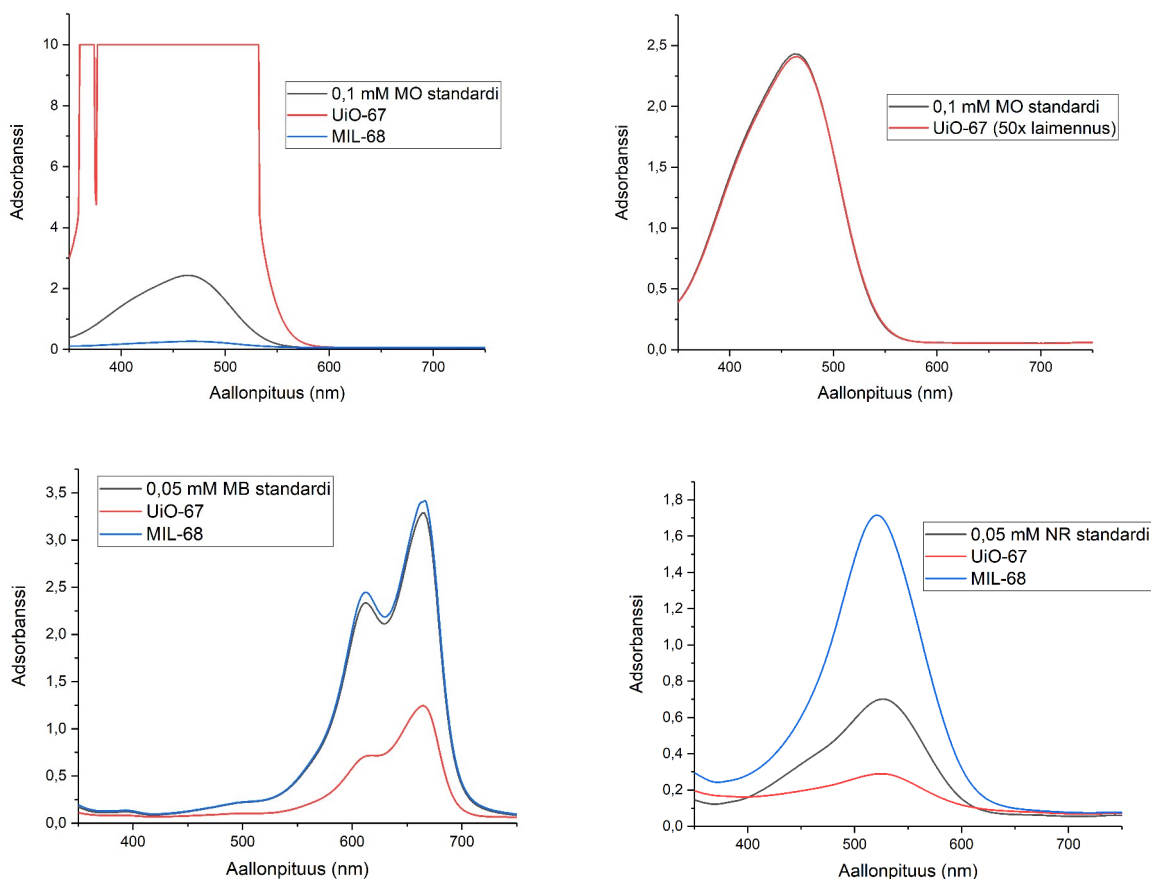 10
8
6
4
2
0
Adsorbanssi
0,1 mM MO standardi
UiO-67
MIL-68
400
500
600
700
Aallonpituus (nm)
2,5
2,0
1,5
1,0
0,5
0,0
Adsorbanssi
0,1 mM MO standardi
UiO-67 (50x laimennus)
400
500
600
700
Aallonpituus (nm)
3,5
3,0
2,5
2,0
1,5
1,0
0,5
0,0
Adsorbanssi
0,05 mM MB standardi
UiO-67
MIL-68
400
500
600
700
Aallonpituus (nm)
1,8
1,6
1,4
1,2
1,0
0,8
0,6
0,4
0,2
0,0
Adsorbanssi
0,05 mM NR standardi
UiO-67
MIL-68
400
500
600
700
Aallonpituus (nm)